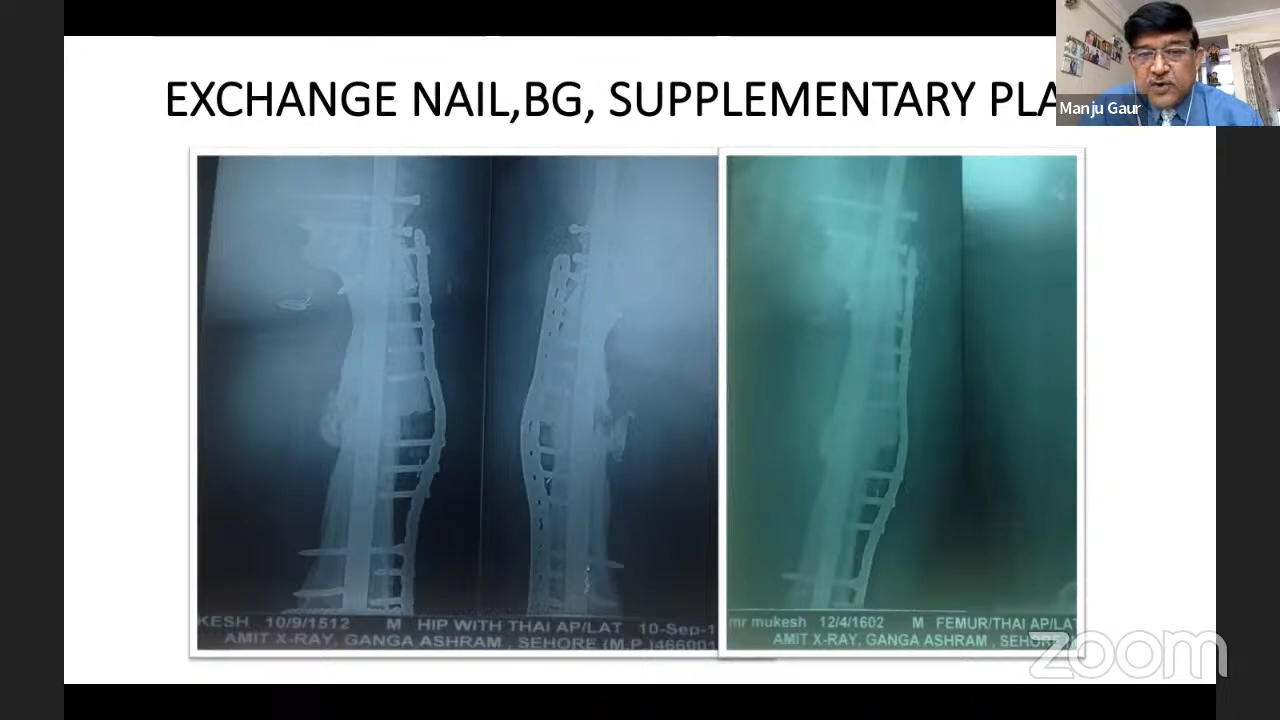 EXCHANGE NAIL,BG, SUPPLEMENTARY PLA
Manju Gaur
KESH 10/9/1512 M HIP WITH THAI AP/LAT 10-Sep-1
AMIT X-RAY, GANGA ASHRAM , SEHORE (M.P.)466001
mr mukesh 12/4/1602 M FEMUR/THAI AP/LAT
AMIT X-RAY, GANGA ASHRAM , SEHORE
zoom